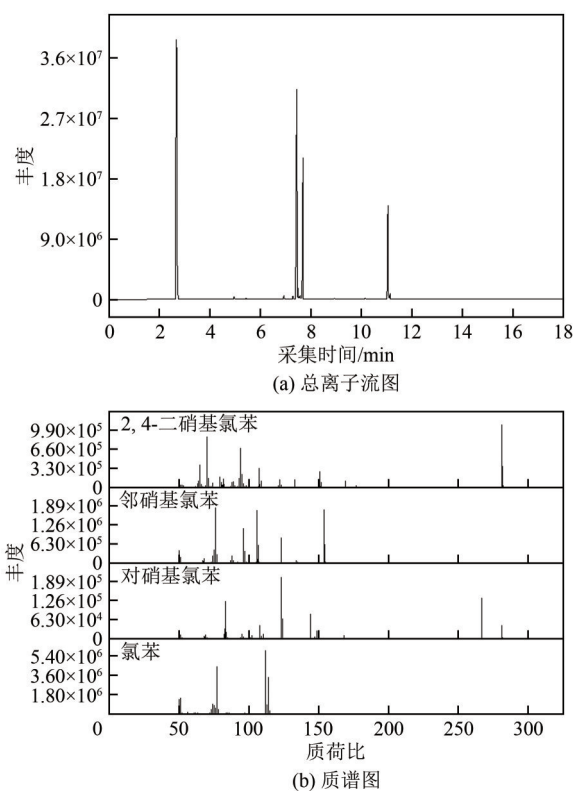 3.6×10⁷
2.7×10⁷
1.8×10⁷
9.0×10⁶
0
丰度
0 2 4 6 8 10 12 14 16 18
采集时间/min
(a) 总离子流图
2, 4-二硝基氯苯
9.90×10⁵
6.60×10⁵
3.30×10⁵
0
邻硝基氯苯
1.89×10⁶
1.26×10⁶
6.30×10⁵
0
丰度
对硝基氯苯
1.89×10⁵
1.26×10⁵
6.30×10⁴
0
氯苯
5.40×10⁶
3.60×10⁶
1.80×10⁶
0 50 100 150 200 250 300
质荷比
(b) 质谱图